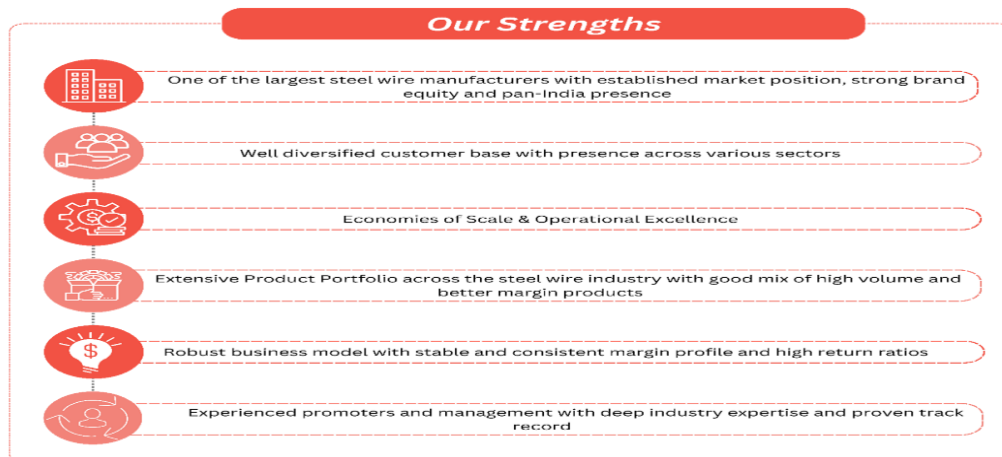 Our Strengths
One of the largest steel wire manufacturers with established market position, strong brand
equity and pan-India presence
Well diversified customer base with presence across various sectors
Economies of Scale & Operational Excellence
Extensive Product Portfolio across the steel wire industry with good mix of high volume and
better margin products
Robust business model with stable and consistent margin profile and high return ratios
Experienced promoters and management with deep industry expertise and proven track
record